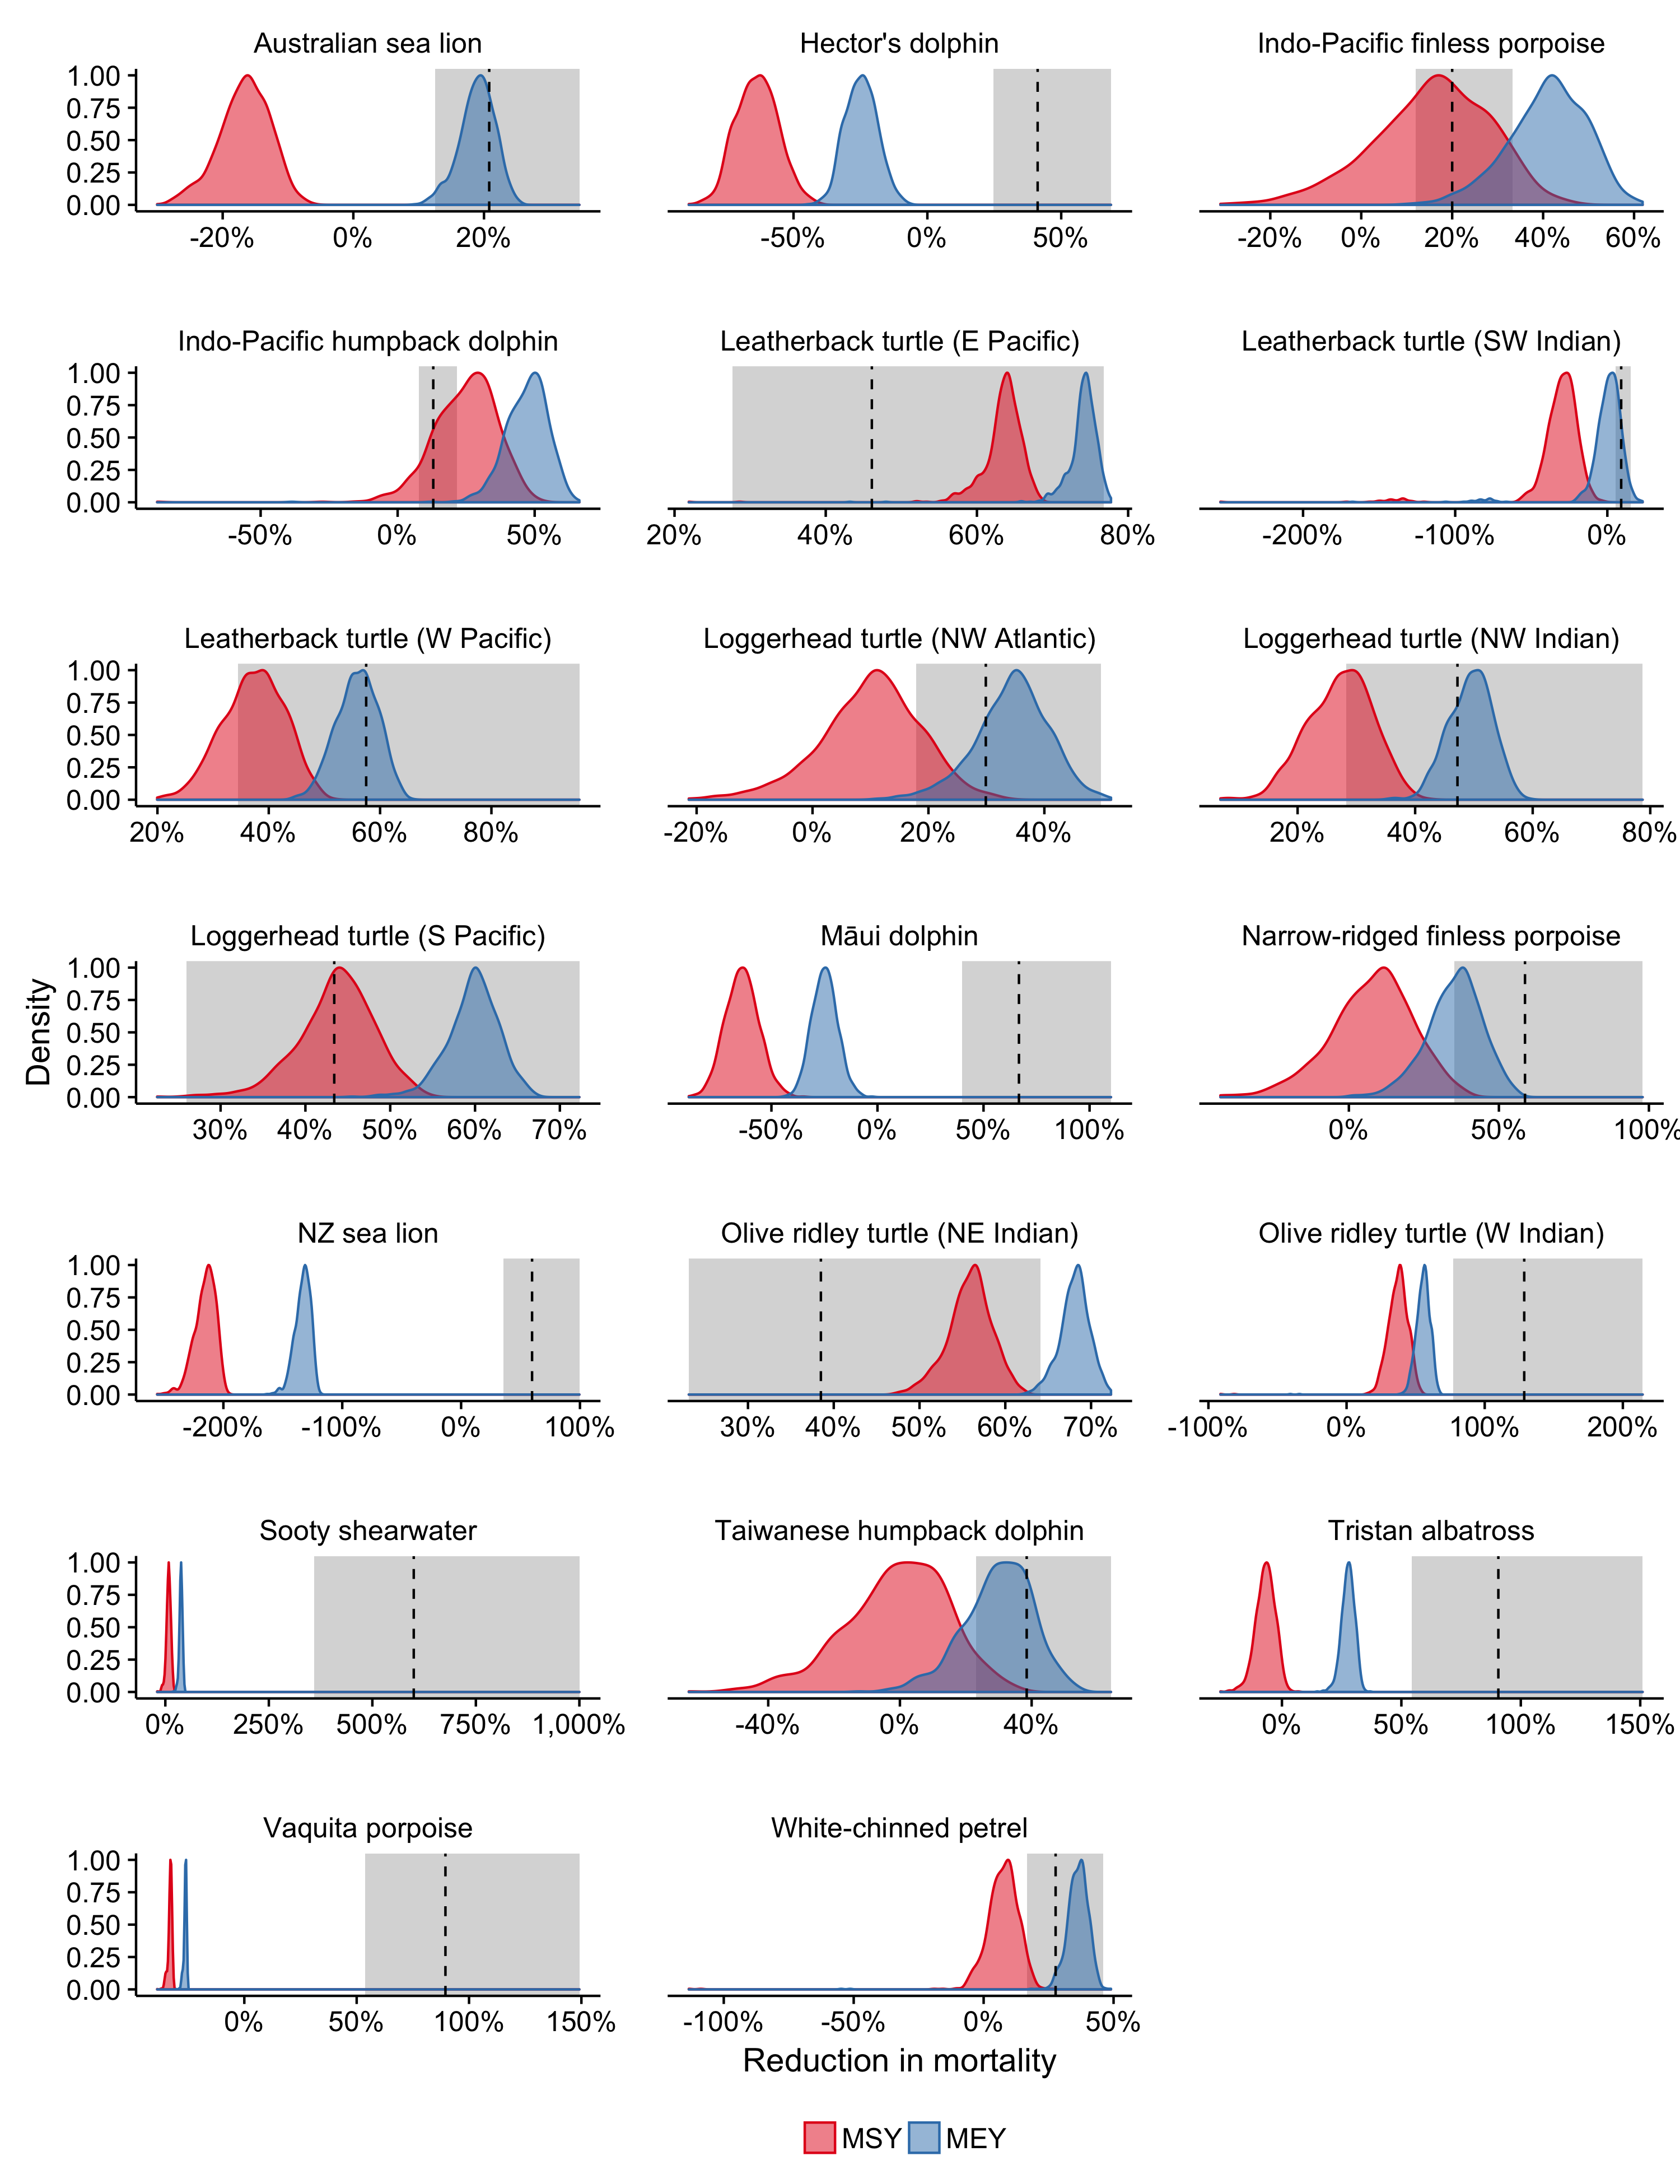 Australian sea lion
Hector's dolphin
Indo-Pacific finless porpoise
1.00
0.75
0.50
0.25
0.00
-20% 0% 20%
-50% 0% 50%
-20% 0% 20% 40% 60%
Indo-Pacific humpback dolphin
Leatherback turtle (E Pacific)
Leatherback turtle (SW Indian)
1.00
0.75
0.50
0.25
0.00
-50% 0% 50%
20% 40% 60% 80%
-200% -100% 0%
Leatherback turtle (W Pacific)
Loggerhead turtle (NW Atlantic)
Loggerhead turtle (NW Indian)
1.00
0.75
0.50
0.25
0.00
20% 40% 60% 80%
-20% 0% 20% 40%
20% 40% 60% 80%
Loggerhead turtle (S Pacific)
Māui dolphin
Narrow-ridged finless porpoise
Density
1.00
0.75
0.50
0.25
0.00
30% 40% 50% 60% 70%
-50% 0% 50% 100%
0% 50% 100%
NZ sea lion
Olive ridley turtle (NE Indian)
Olive ridley turtle (W Indian)
1.00
0.75
0.50
0.25
0.00
-200% -100% 0% 100%
30% 40% 50% 60% 70%
-100% 0% 100% 200%
Sooty shearwater
Taiwanese humpback dolphin
Tristan albatross
1.00
0.75
0.50
0.25
0.00
0% 250% 500% 750% 1,000%
-40% 0% 40%
0% 50% 100% 150%
Vaquita porpoise
White-chinned petrel
1.00
0.75
0.50
0.25
0.00
0% 50% 100% 150%
-100% -50% 0% 50%
Reduction in mortality
MSY MEY